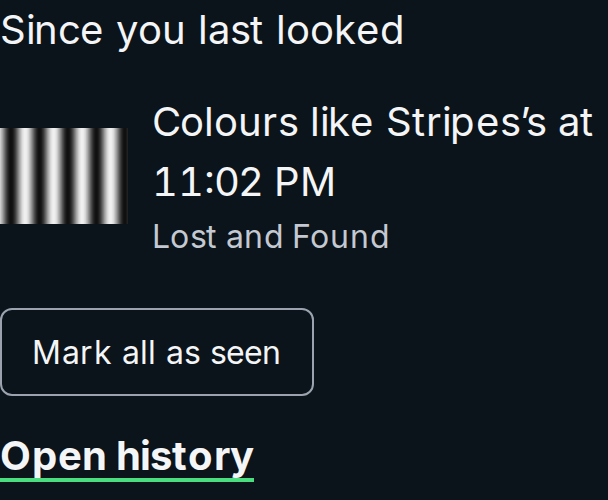 Since you last looked
Colours like Stripes’s at
11:02 PM
Lost and Found
Mark all as seen
Open history